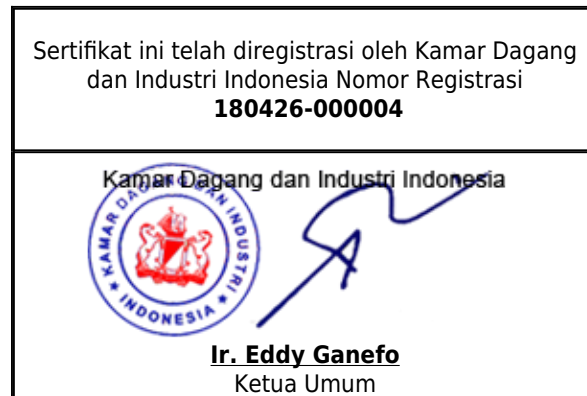 Sertifikat ini telah diregistrasi oleh Kamar Dagang
dan Industri Indonesia Nomor Registrasi
180426-000004
Kamar Dagang dan Industri Indonesia
KAMAR DAGANG DAN INDUSTRI
INDONESIA
Ir. Eddy Ganefo
Ketua Umum